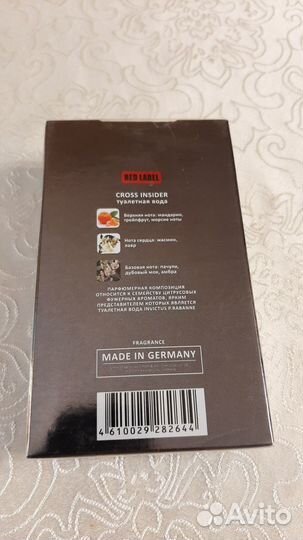 RED LABEL
CROSS INSIDER
туалетная вода
Верхняя нота: мандарин,
грейпфрут, морские ноты
Нота сердца: жасмин,
лавр
Базовая нота: пачули,
дубовый мох, амбра
ПАРФЮМЕРНАЯ КОМПОЗИЦИЯ
ОТНОСИТСЯ К СЕМЕЙСТВУ ЦИТРУСОВЫХ
ФУЖЕРНЫХ АРОМАТОВ, ЯРКИМ
ПРЕДСТАВИТЕЛЕМ КОТОРЫХ ЯВЛЯЕТСЯ
ТУАЛЕТНАЯ ВОДА INVICTUS P.RABANNE
FRAGRANCE
MADE IN GERMANY
4 610029 282644
Avito